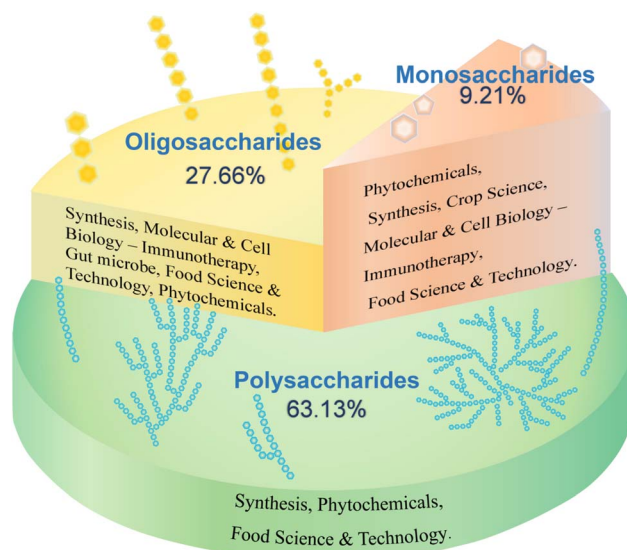 Monosaccharides
9.21%
Oligosaccharides
27.66%
Phytochemicals,
Synthesis, Crop Science,
Molecular & Cell Biology –
Immunotherapy,
Food Science & Technology.
Synthesis, Molecular & Cell
Biology – Immunotherapy,
Gut microbe, Food Science &
Technology, Phytochemicals.
Polysaccharides
63.13%
Synthesis, Phytochemicals,
Food Science & Technology.